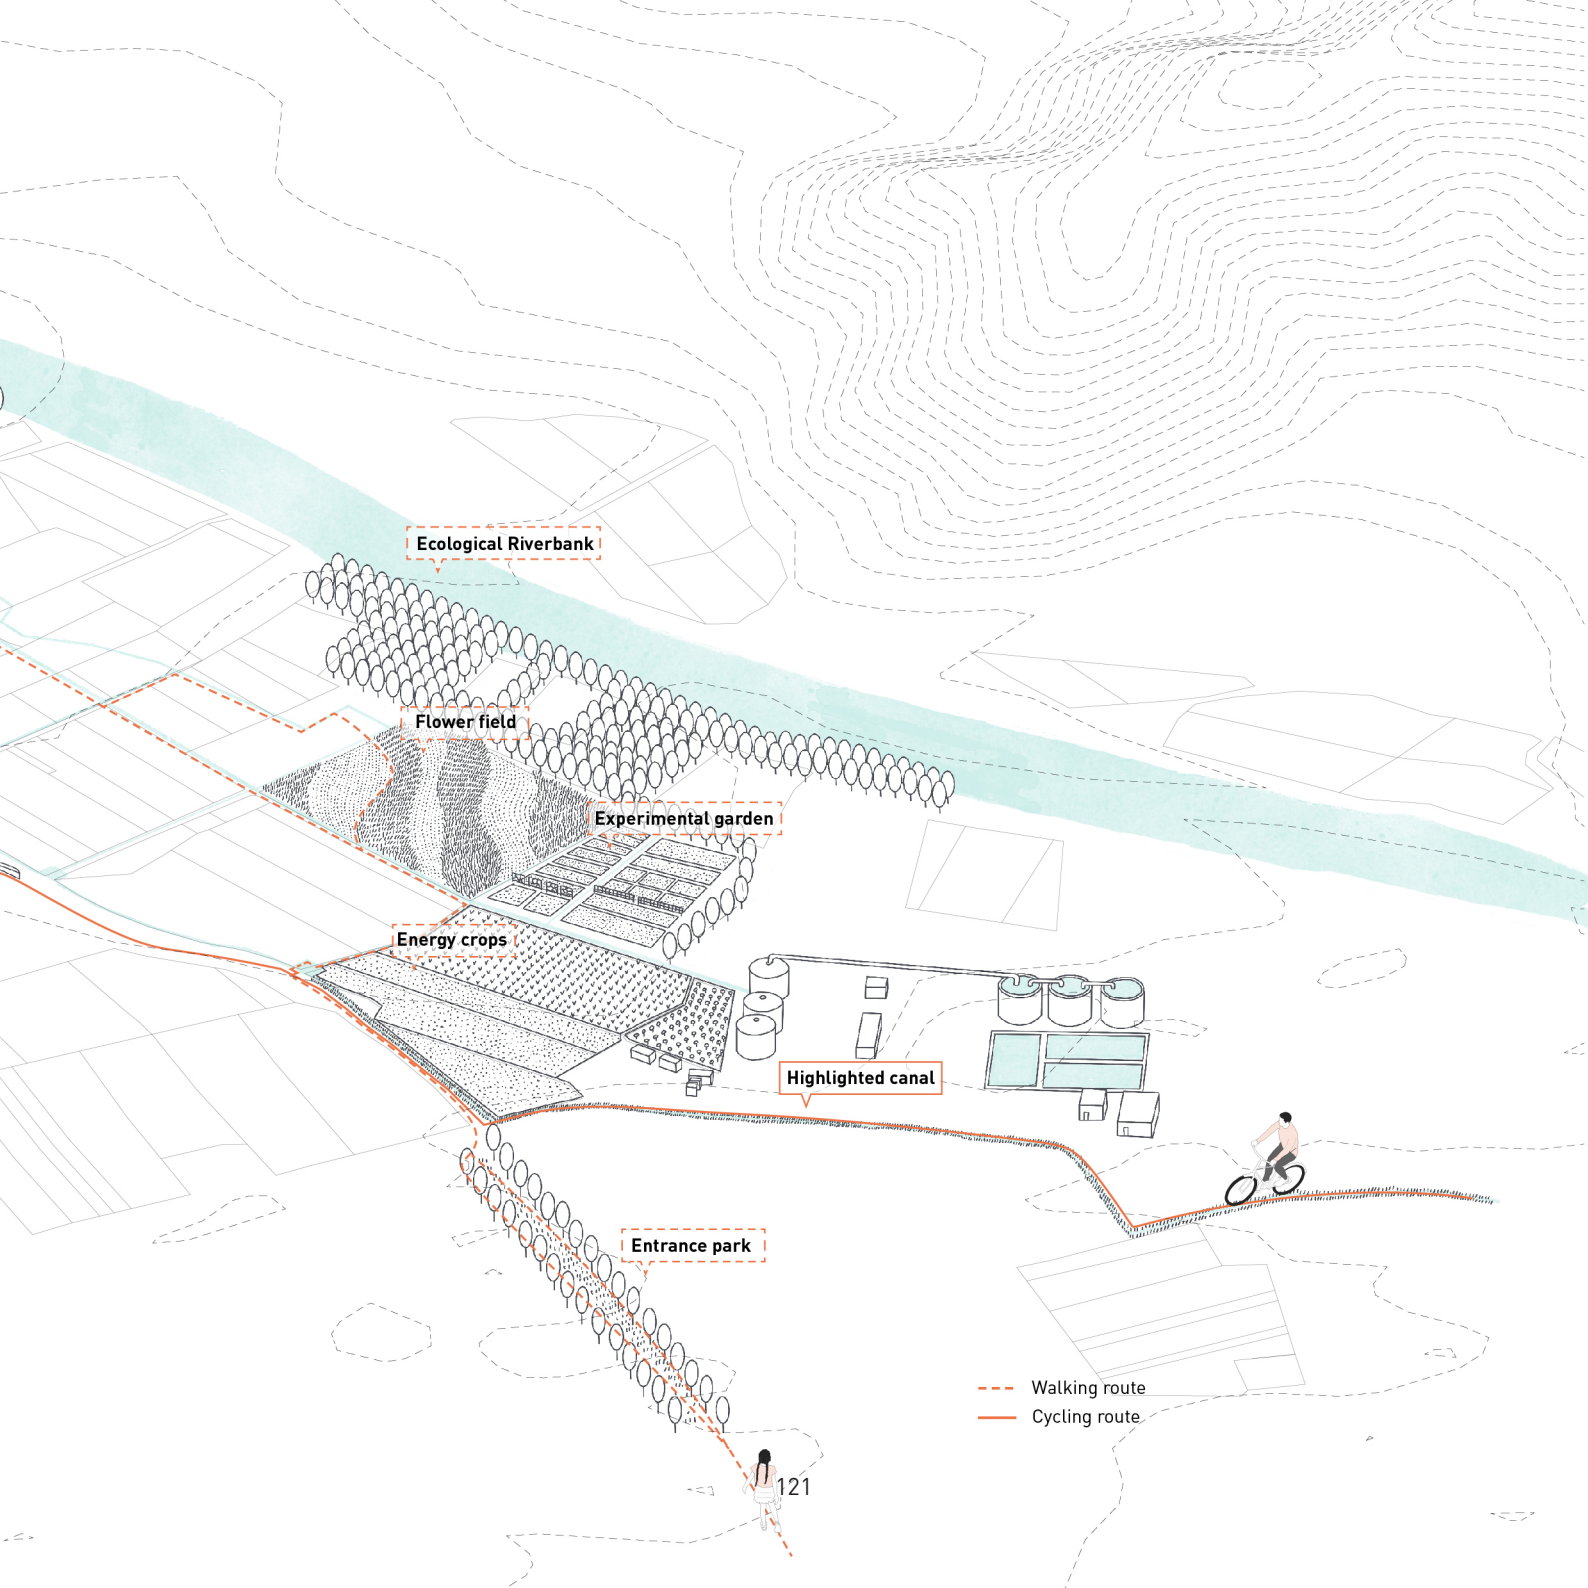 Ecological Riverbank
Flower field
Experimental garden
Energy crops
Highlighted canal
Entrance park
Walking route
Cycling route
121